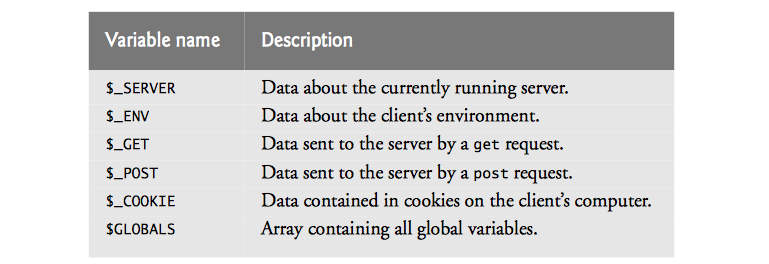 Variable name Description
$_SERVER Data about the currently running server.
$_ENV Data about the client’s environment.
$_GET Data sent to the server by a get request.
$_POST Data sent to the server by a post request.
$_COOKIE Data contained in cookies on the client’s computer.
$GLOBALS Array containing all global variables.